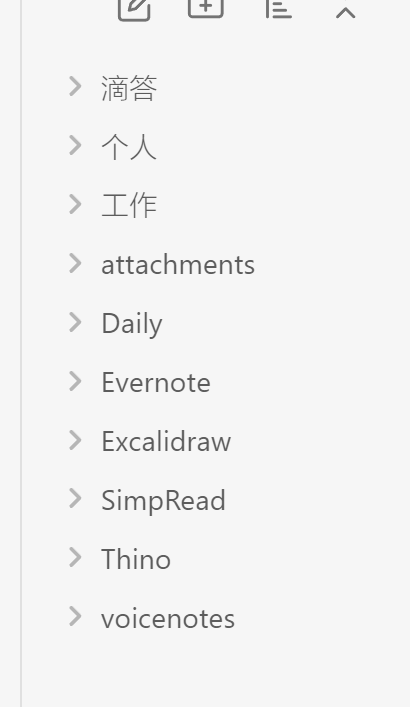 滴答
个人
工作
attachments
Daily
Evernote
Excalidraw
SimpRead
Thino
voicenotes